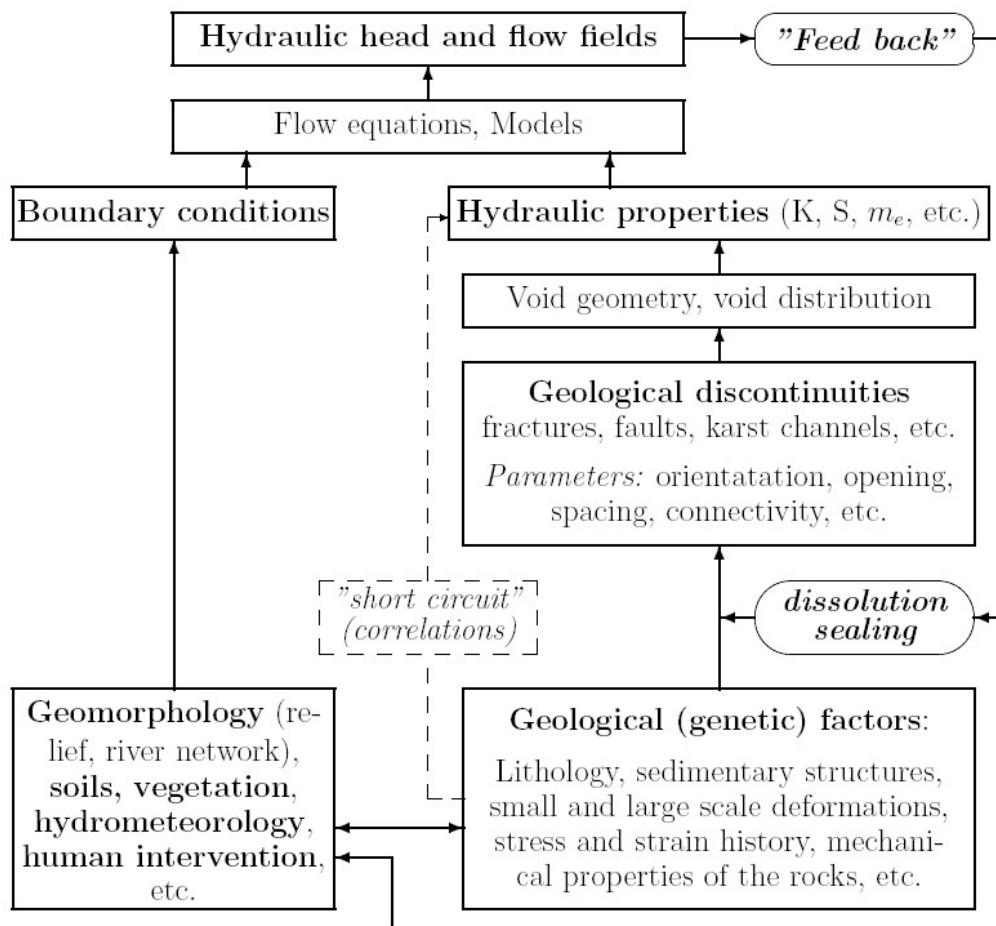 Hydraulic head and flow fields
"Feed back"
Flow equations, Models
Boundary conditions
Hydraulic properties (K, S, mₑ, etc.)
Void geometry, void distribution
Geological discontinuities
fractures, faults, karst channels, etc.
Parameters: orientatation, opening,
spacing, connectivity, etc.
"short circuit"
(correlations)
dissolution
sealing
Geomorphology (re-
lief, river network),
soils, vegetation,
hydrometeorology,
human intervention,
etc.
Geological (genetic) factors:
Lithology, sedimentary structures,
small and large scale deformations,
stress and strain history, mechani-
cal properties of the rocks, etc.